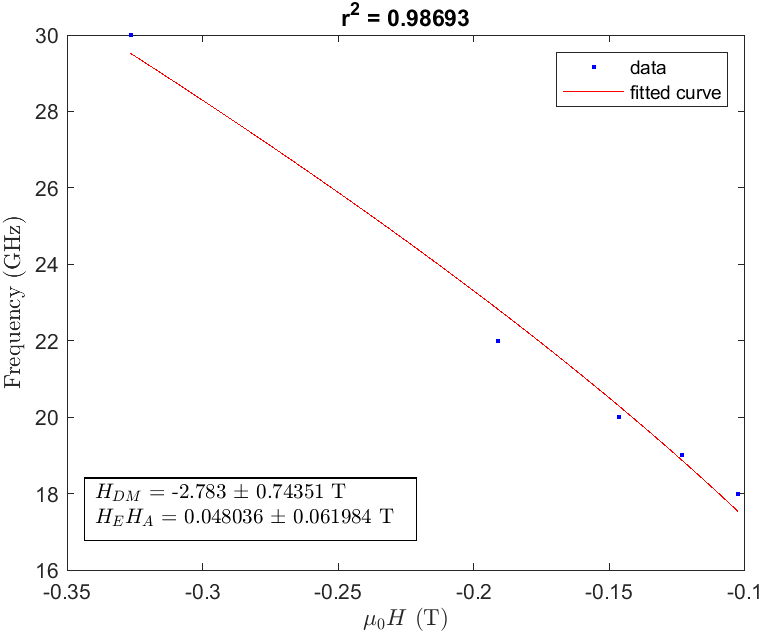 r² = 0.98693
30
28
26
24
22
20
18
16
Frequency (GHz)
data
fitted curve
H_{DM} = -2.783 ± 0.74351 T
H_E H_A = 0.048036 ± 0.061984 T
-0.35
-0.3
-0.25
-0.2
-0.15
-0.1
μ₀H (T)